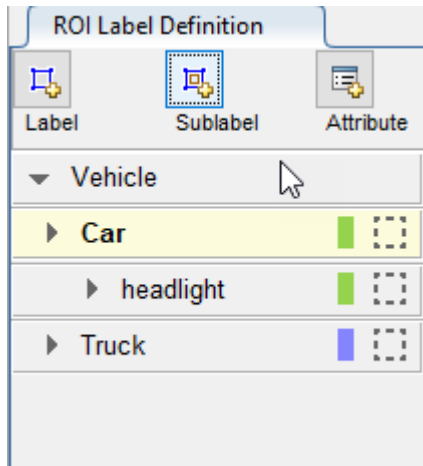 ROI Label Definition
Label Sublabel Attribute
Vehicle
Car
headlight
Truck